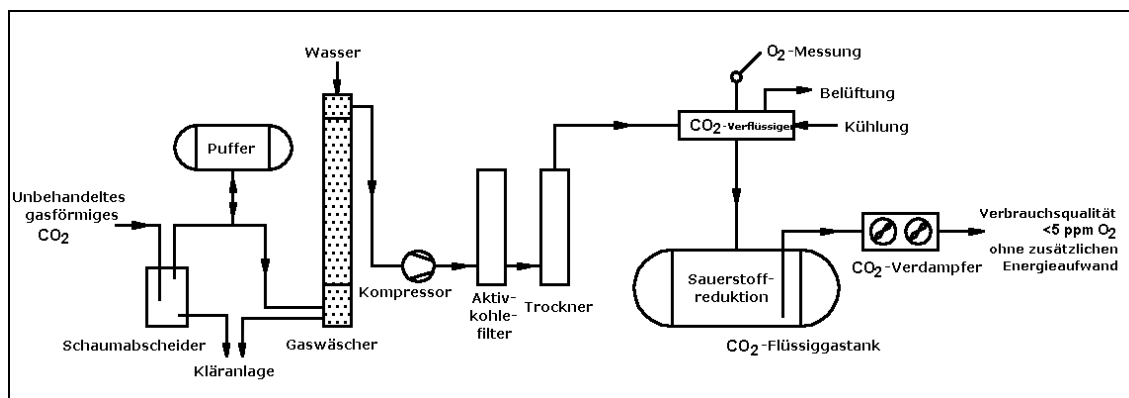 Wasser
O₂-Messung
Belüftung
CO₂-Verflüssiger
Kühlung
Puffer
Unbehandeltes
gasförmiges
CO₂
Verbrauchsqualität
<5 ppm O₂
ohne zusätzlichen
Energieaufwand
CO₂-Verdampfer
Sauerstoff-
reduktion
Kompressor
Aktiv-
kohle-
filter
Trockner
Schaumabscheider
Gaswäscher
CO₂-Flüssiggastank
Kläranlage